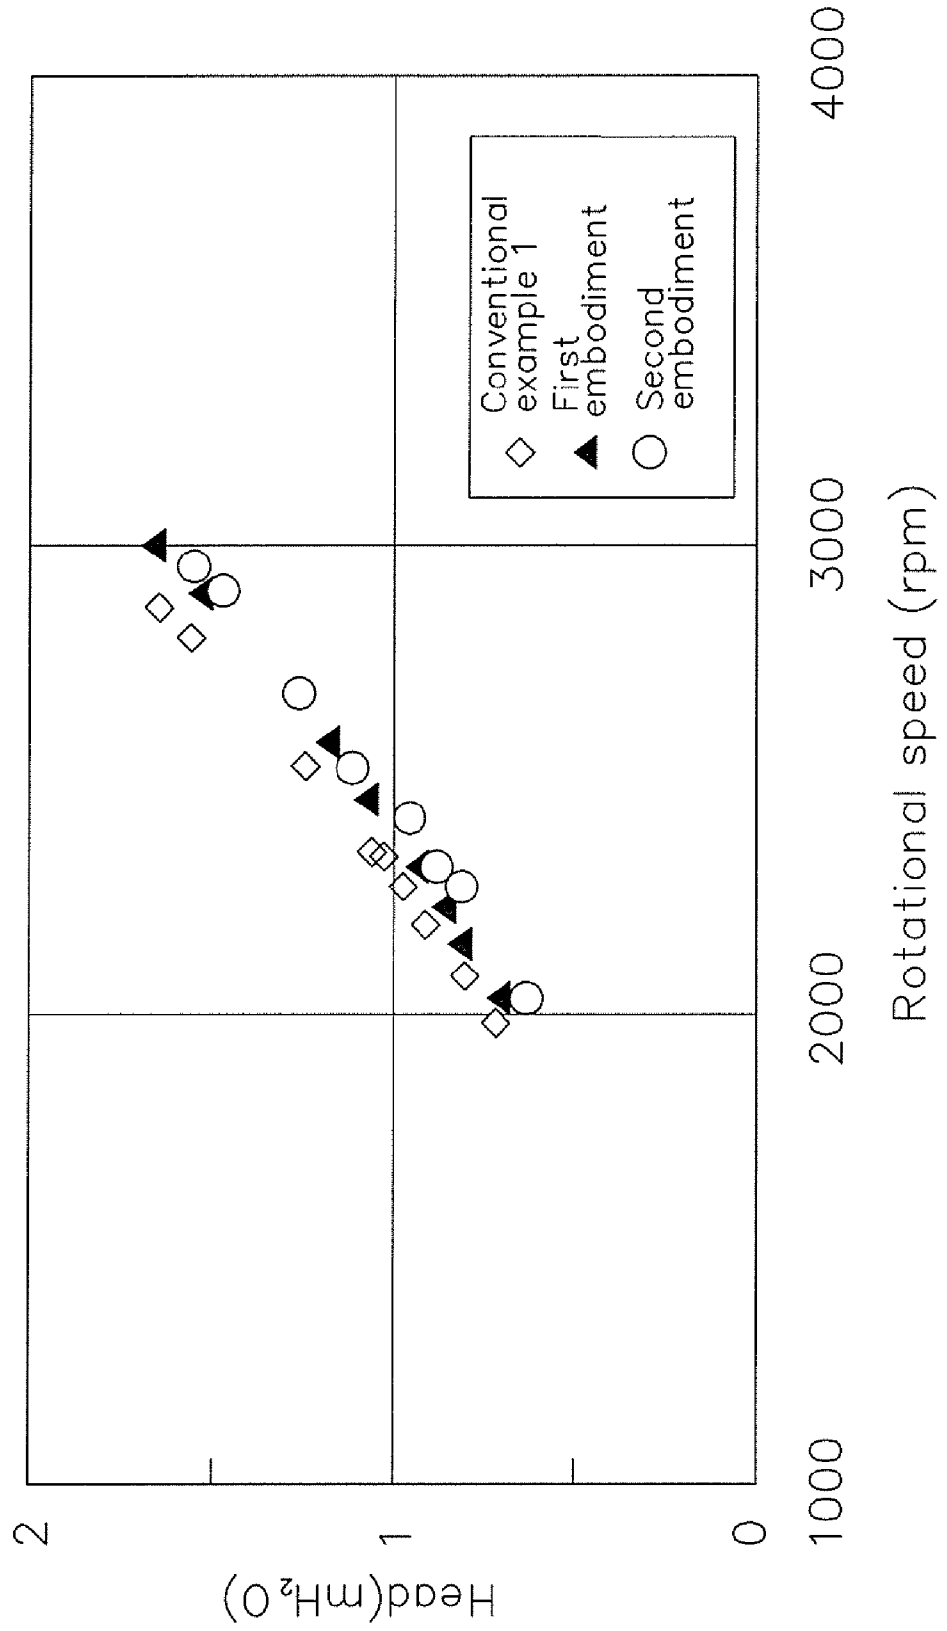 2
1
0
Head(mH₂O)
1000
2000
3000
4000
Rotational speed (rpm)
Conventional
example 1
First
embodiment
Second
embodiment